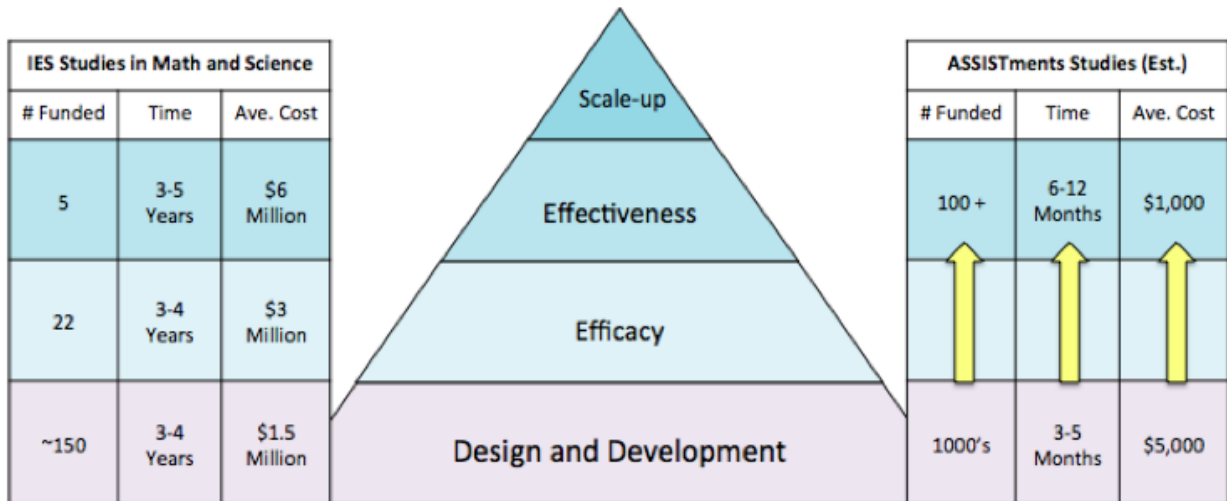 IES Studies in Math and Science
# Funded Time Ave. Cost
5 3-5 Years $6 Million
22 3-4 Years $3 Million
~150 3-4 Years $1.5 Million
Scale-up
Effectiveness
Efficacy
Design and Development
ASSISTments Studies (Est.)
# Funded Time Ave. Cost
100 + 6-12 Months $1,000
1000's 3-5 Months $5,000